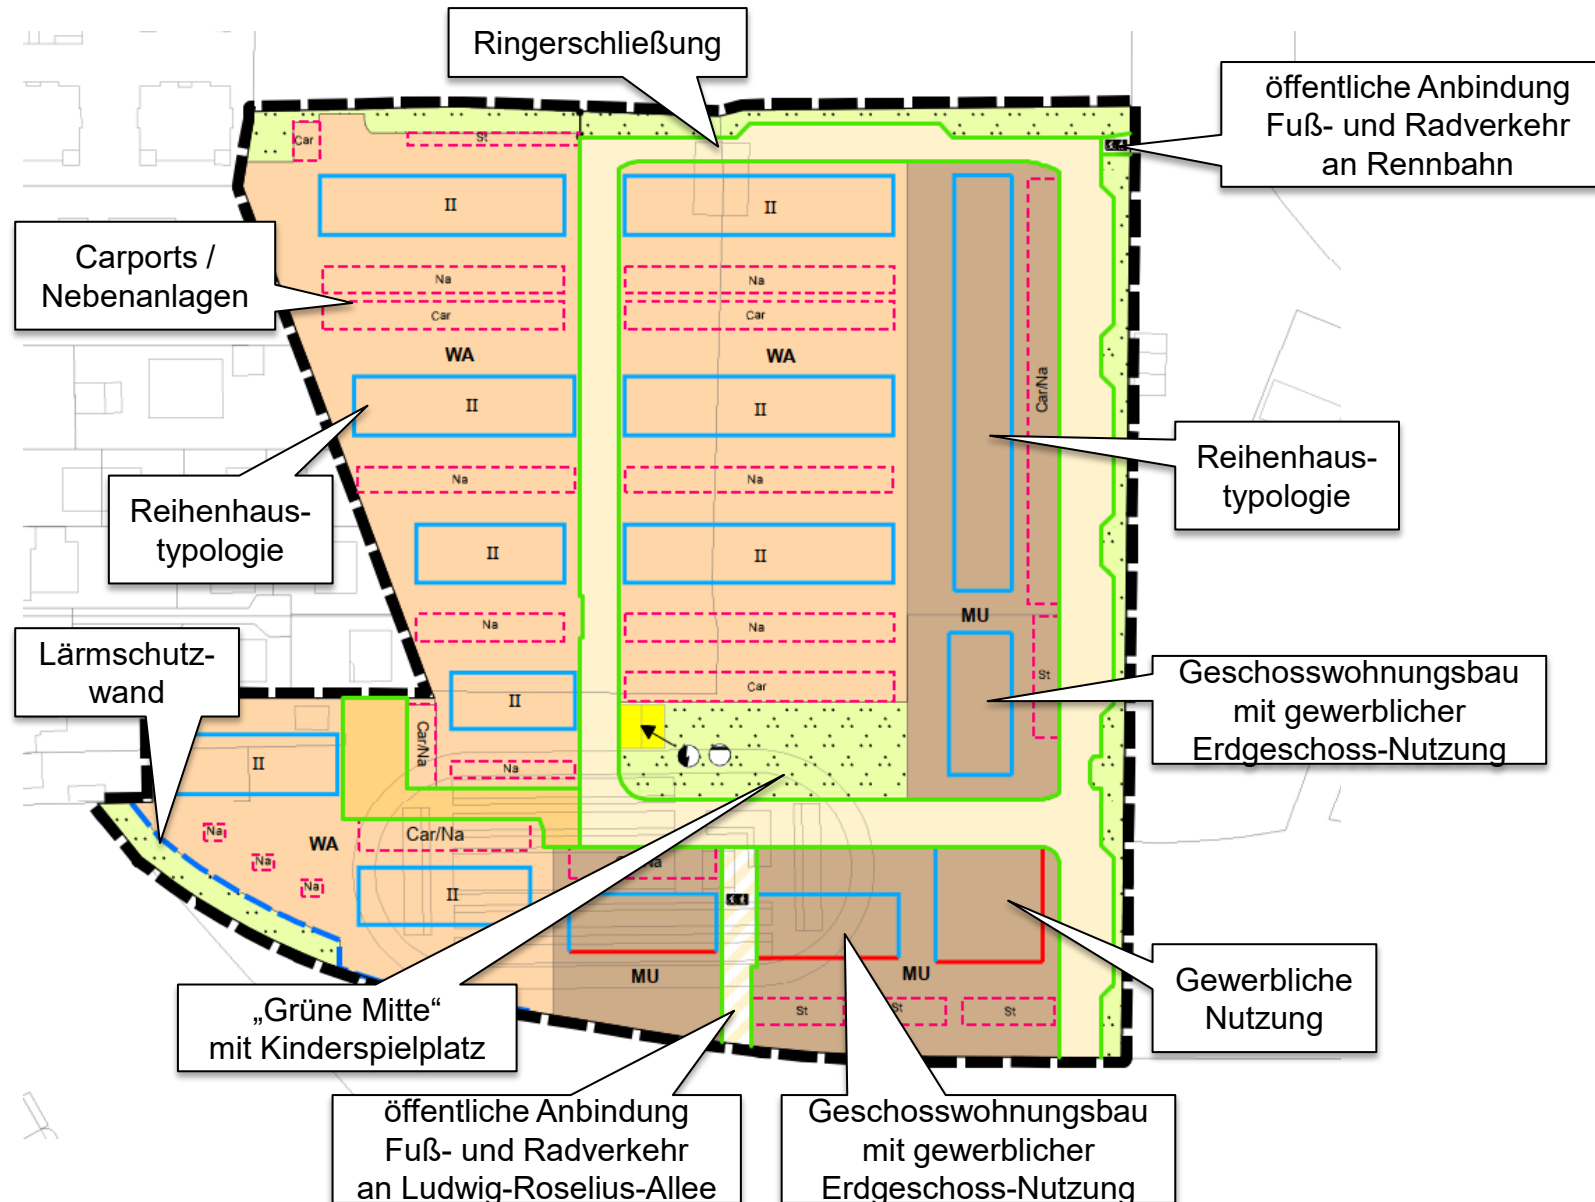 Ringerschließung
öffentliche Anbindung
Fuß- und Radverkehr
an Rennbahn
Car
St
II
II
Carports /
Nebenanlagen
Na
Na
Car
Car
WA
WA
Car/Na
II
II
Reihenhaus-
typologie
Reihenhaus-
typologie
Na
Na
II
II
Na
Na
MU
Lärmschutz-
wand
Car
St
Geschosswohnungsbau
mit gewerblicher
Erdgeschoss-Nutzung
II
Car/Na
Na
II
Na
Na
Na
WA
Car/Na
II
MU
MU
St
St
St
Gewerbliche
Nutzung
„Grüne Mitte“
mit Kinderspielplatz
öffentliche Anbindung
Fuß- und Radverkehr
an Ludwig-Roselius-Allee
Geschosswohnungsbau
mit gewerblicher
Erdgeschoss-Nutzung